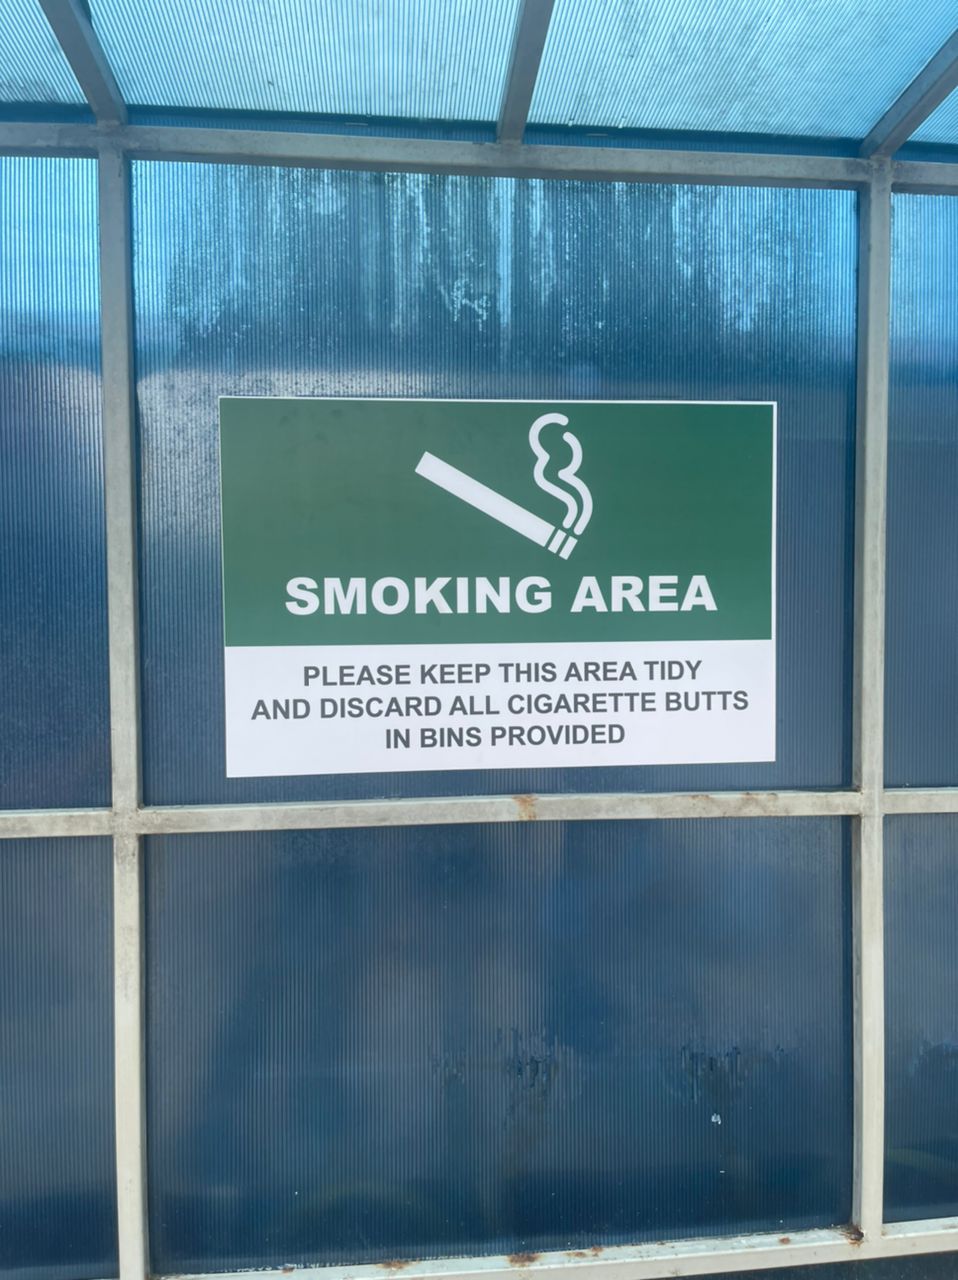 SMOKING AREA
PLEASE KEEP THIS AREA TIDY
AND DISCARD ALL CIGARETTE BUTTS
IN BINS PROVIDED